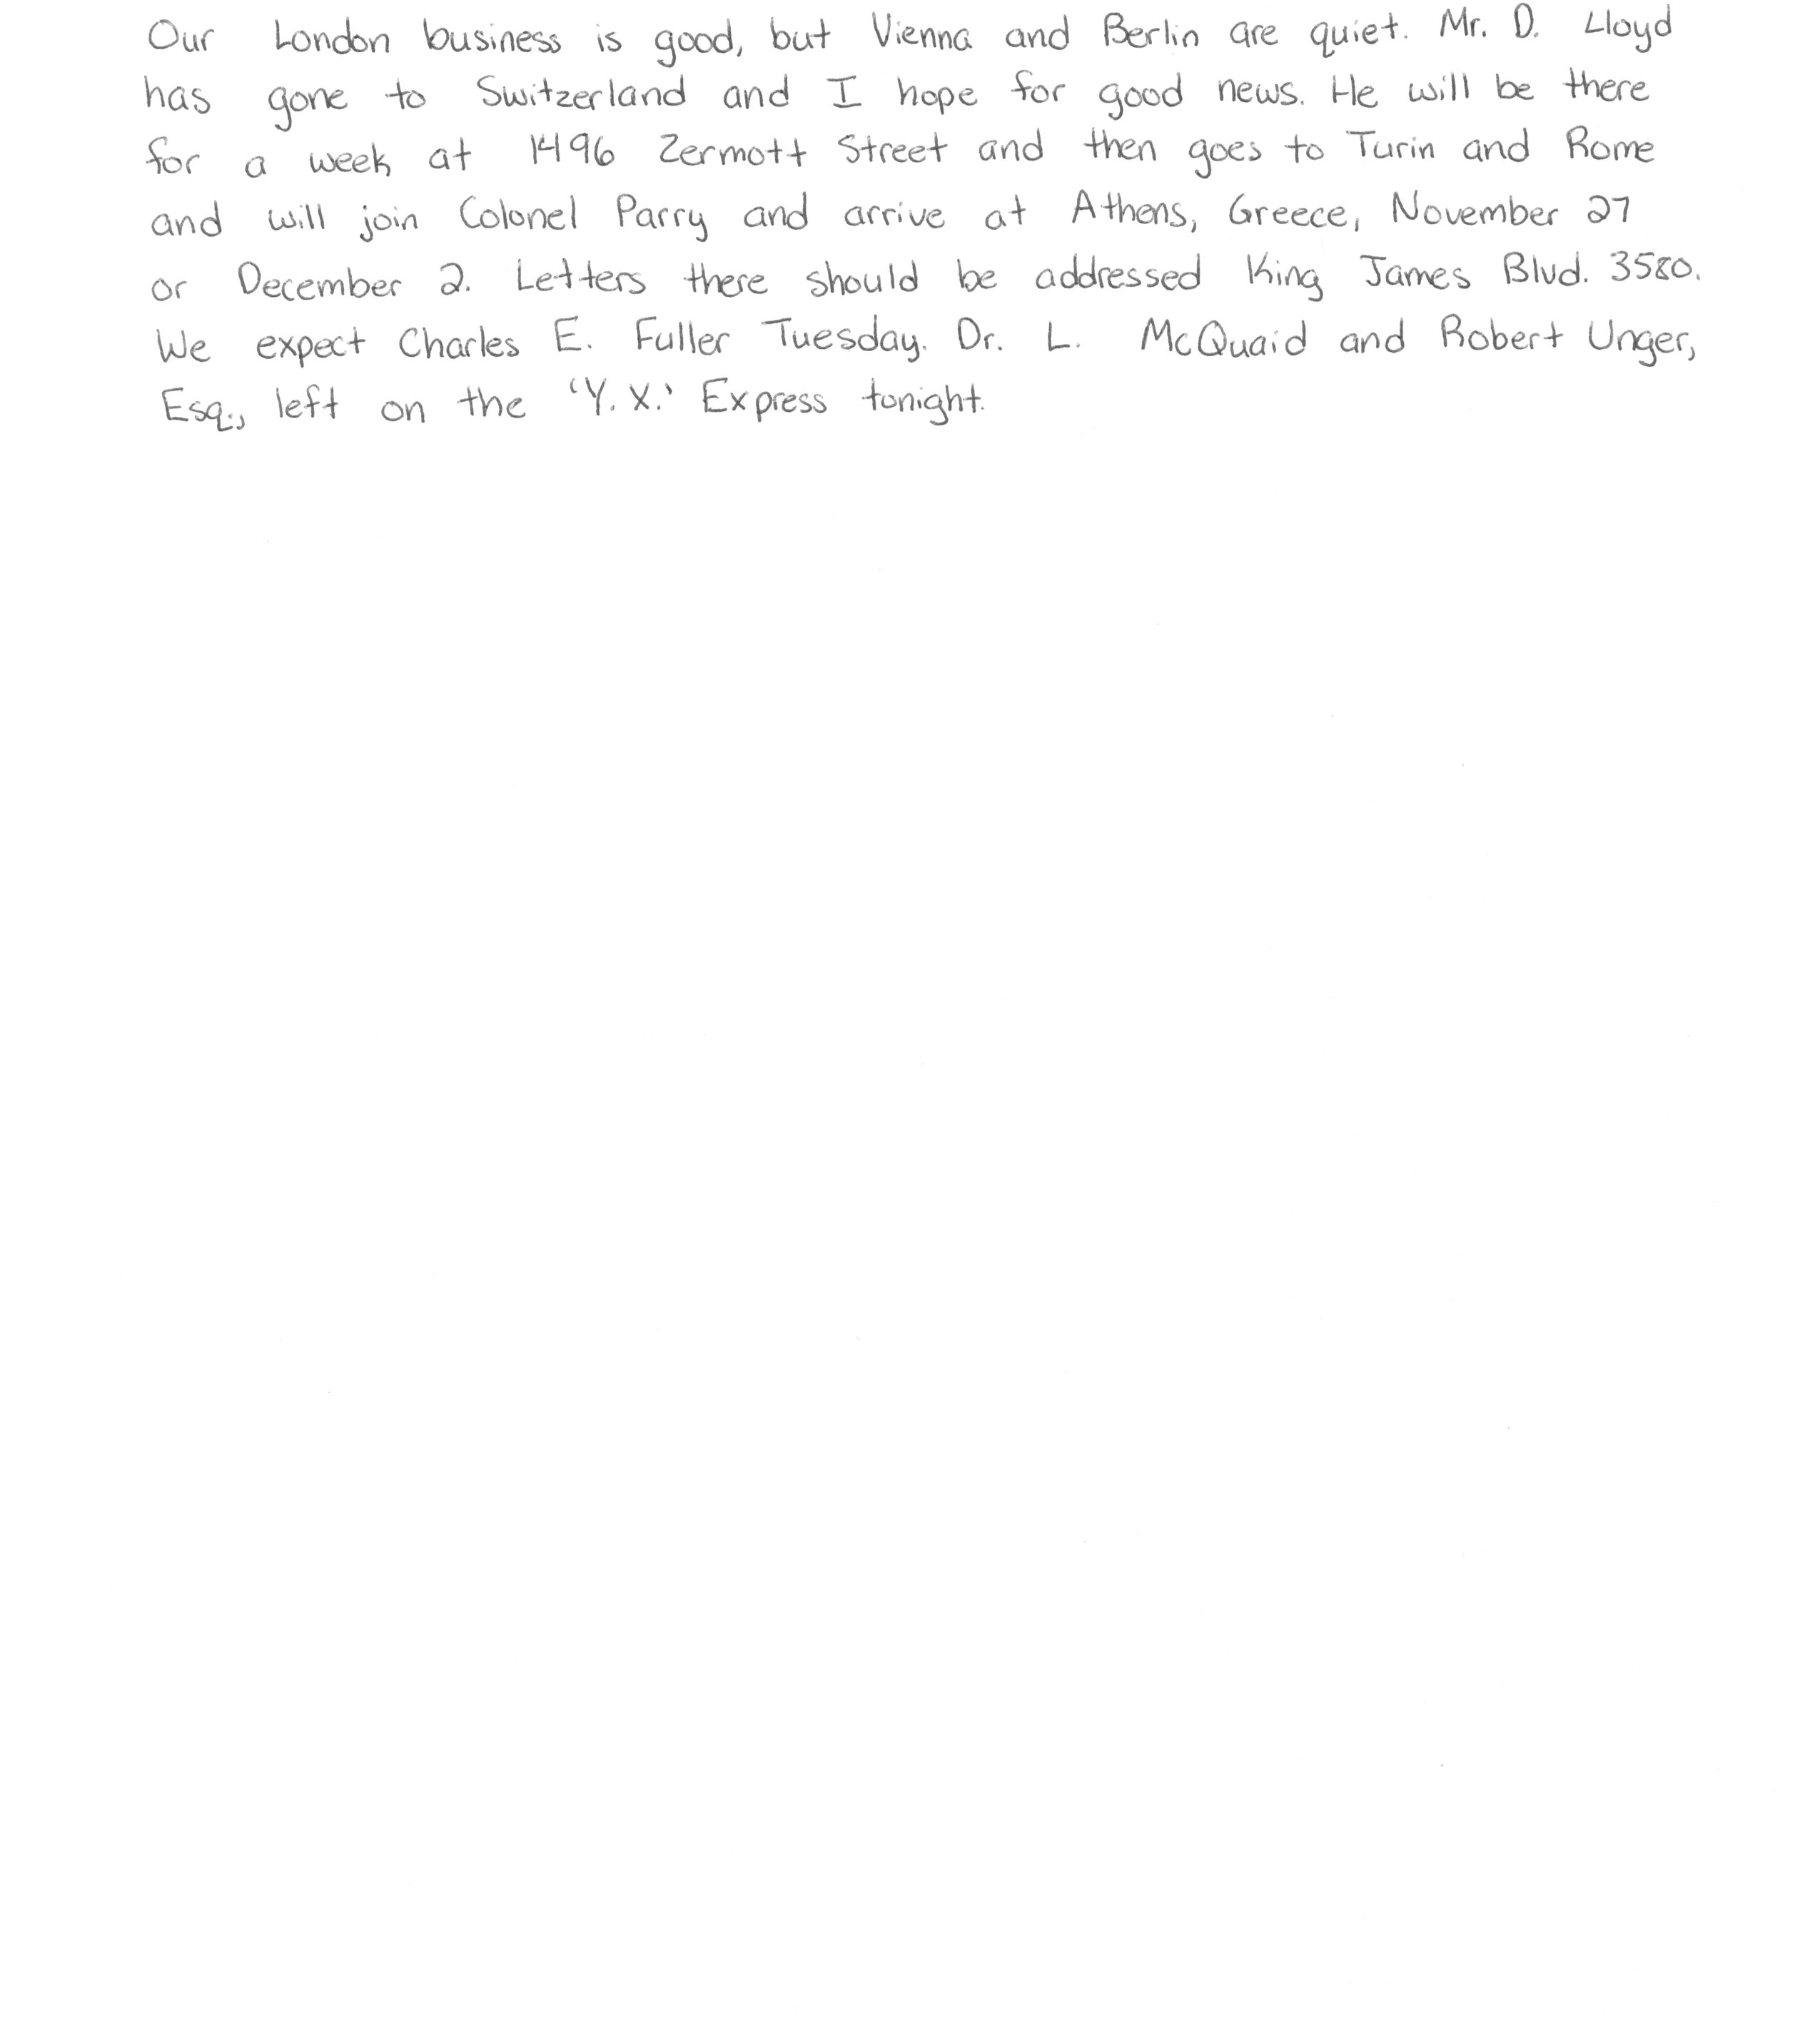 Our London business is good, but Vienna and Berlin are quiet. Mr. D. Lloyd
has gone to Switzerland and I hope for good news. He will be there
for a week at 1496 Zermott Street and then goes to Turin and Rome
and will join Colonel Parry and arrive at Athens, Greece, November 27
or December 2. Letters there should be addressed King James Blvd. 3580.
We expect Charles E. Fuller Tuesday. Dr. L. McQuaid and Robert Unger,
Esq., left on the 'Y. X.' Express tonight.